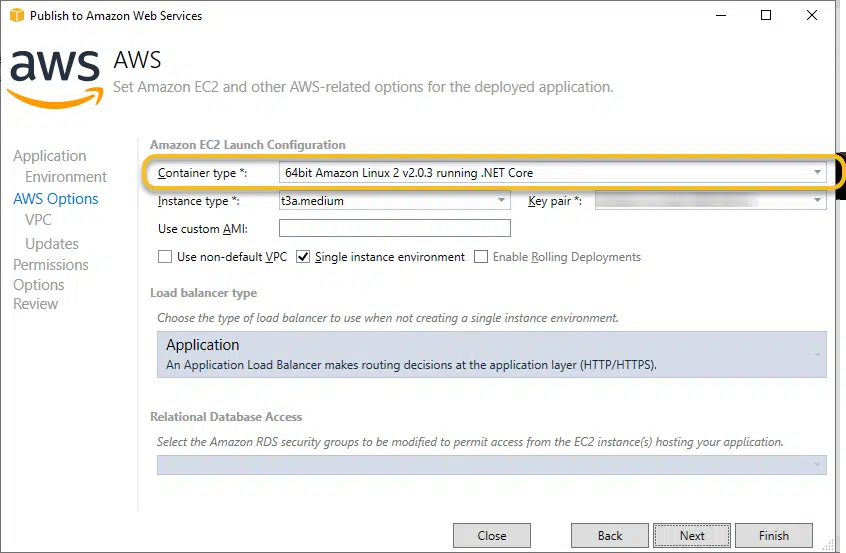 Publish to Amazon Web Services
aws
AWS
Set Amazon EC2 and other AWS-related options for the deployed application.
Application
Environment
AWS Options
VPC
Updates
Permissions
Options
Review
Amazon EC2 Launch Configuration
Container type *: 64bit Amazon Linux 2 v2.0.3 running .NET Core
Instance type *: t3a.medium Key pair *:
Use custom AMI:
Use non-default VPC Single instance environment Enable Rolling Deployments
Load balancer type
Choose the type of load balancer to use when not creating a single instance environment.
Application
An Application Load Balancer makes routing decisions at the application layer (HTTP/HTTPS).
Relational Database Access
Select the Amazon RDS security groups to be modified to permit access from the EC2 instance(s) hosting your application.
Close Back Next Finish